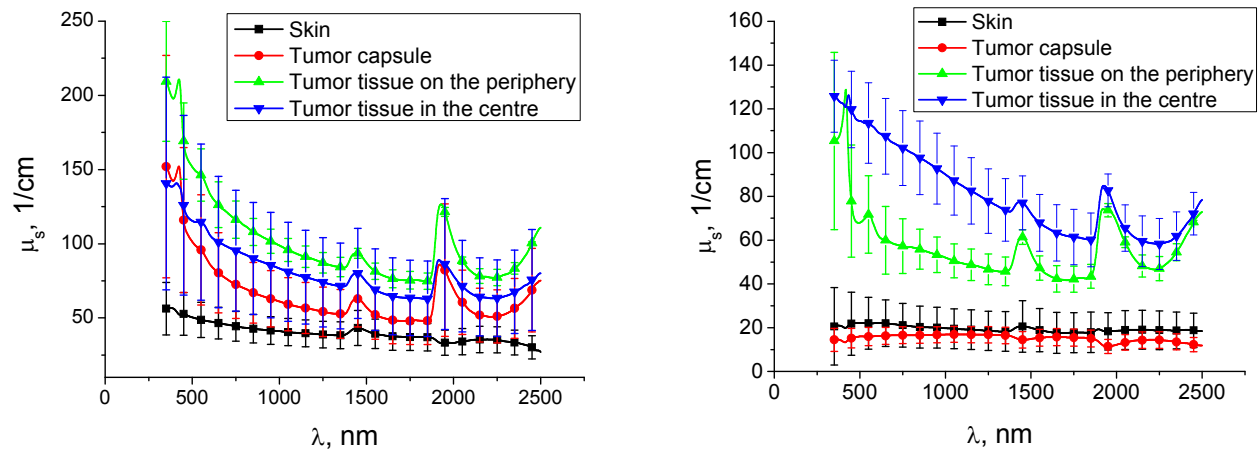 250
200
150
100
50
μs, 1/cm
0 500 1000 1500 2000 2500
λ, nm
Skin
Tumor capsule
Tumor tissue on the periphery
Tumor tissue in the centre
160
140
120
100
80
60
40
20
0
μs, 1/cm
0 500 1000 1500 2000 2500
λ, nm
Skin
Tumor capsule
Tumor tissue on the periphery
Tumor tissue in the centre